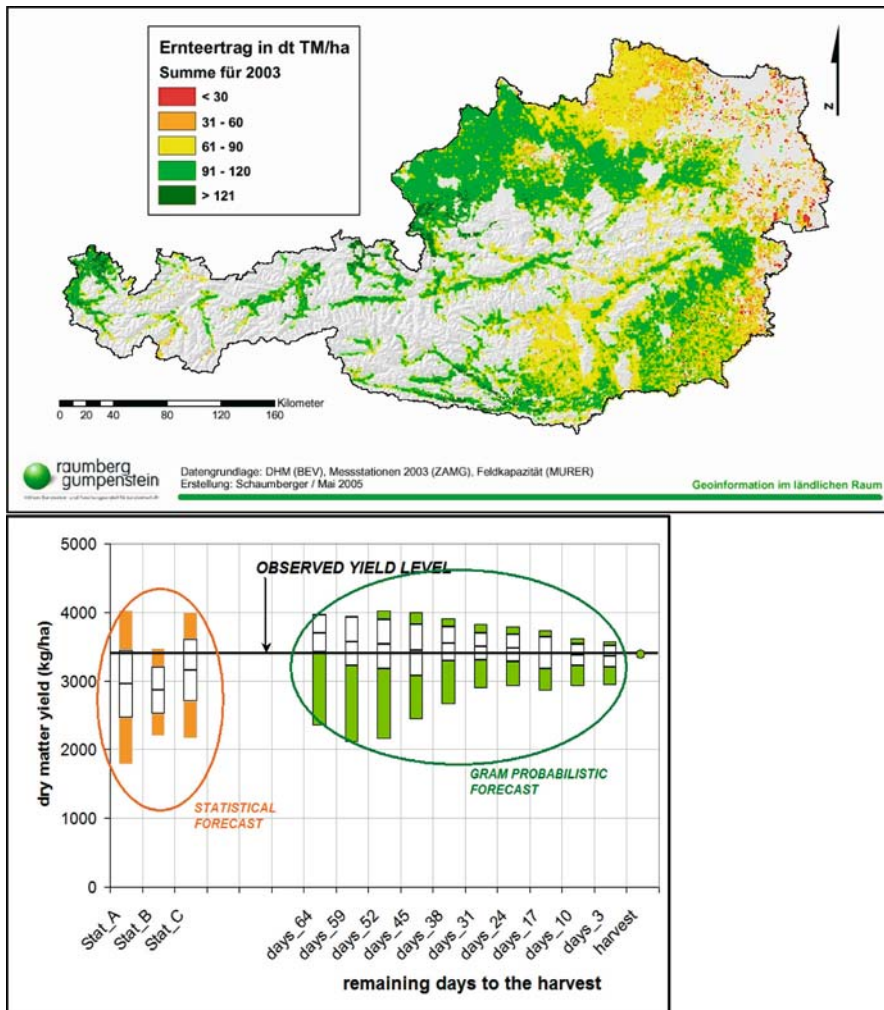 Ernteertrag in dt TM/ha
Summe für 2003
< 30
31 - 60
61 - 90
91 - 120
> 121
N
Kilometer
0 10 20 40 80 120 160
raumberg
gumpenstein
Datengrundlage: DHM (BEV), Messstationen 2003 (ZAMG), Feldkapazität (MURER)
Erstellung: Schaumberger / Mai 2005
Geoinformation im ländlichen Raum
5000
4000
3000
2000
1000
0
dry matter yield (kg/ha)
OBSERVED YIELD LEVEL
STATISTICAL
FORECAST
GRAM PROBABILISTIC
FORECAST
Stat_A
Stat_B
Stat_C
days_64
days_59
days_52
days_45
days_38
days_31
days_24
days_17
days_10
days_3
harvest
remaining days to the harvest